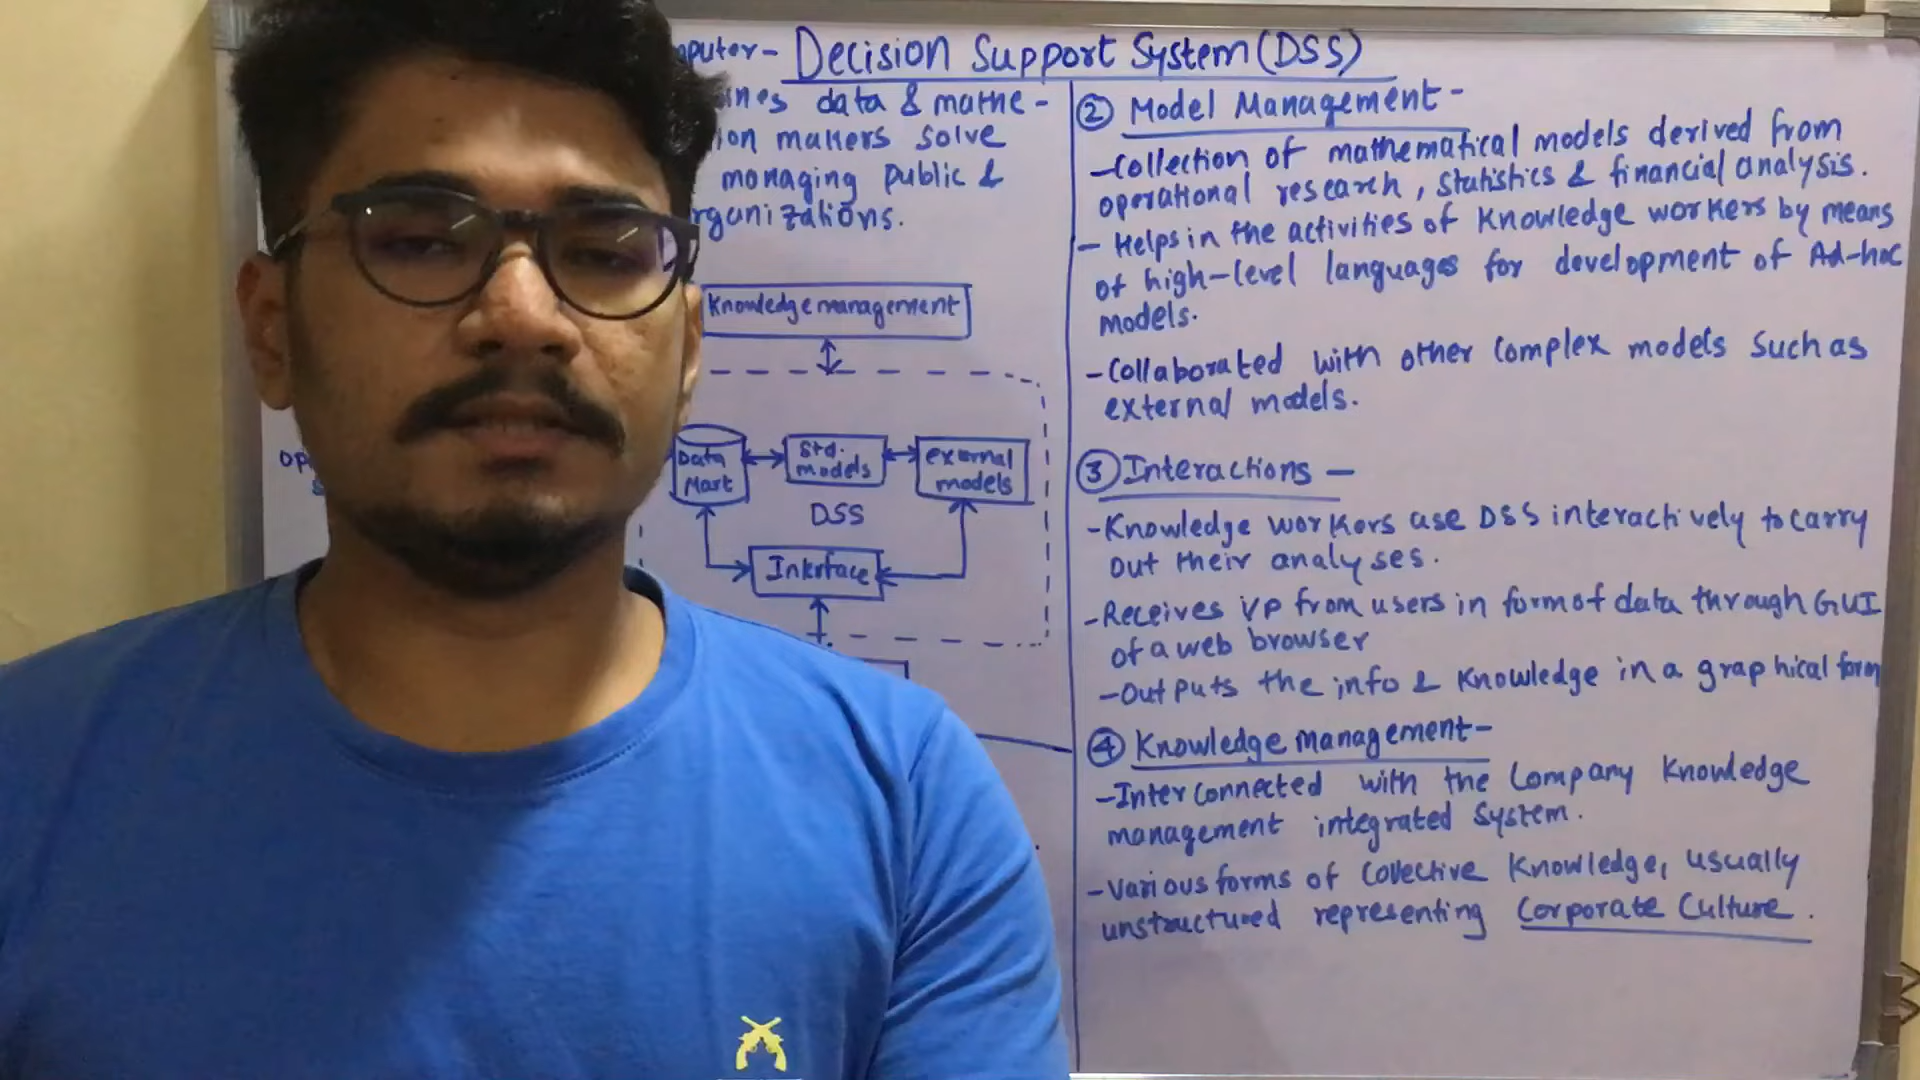 Decision Support System (DSS)
data & mathe-
makers solve
managing public &
Knowledge management
Data
Mart
Std.
models
external
models
DSS
Interface
② Model Management-
-Collection of mathematical models derived from
operational research, statistics & financial analysis.
- Helps in the activities of Knowledge workers by means
of high-level languages for development of Ad-hoc
models.
-Collaborated with other complex models such as
external models.
③ Interactions -
-Knowledge workers use DSS interactively to carry
out their analyses.
-Receives I/P from users in form of data through GUI
of a web browser
-Outputs the info & Knowledge in a graphical form
④ Knowledge management-
-Interconnected with the Company Knowledge
management integrated System.
-Various forms of Collective Knowledge, usually
unstructured representing Corporate Culture.